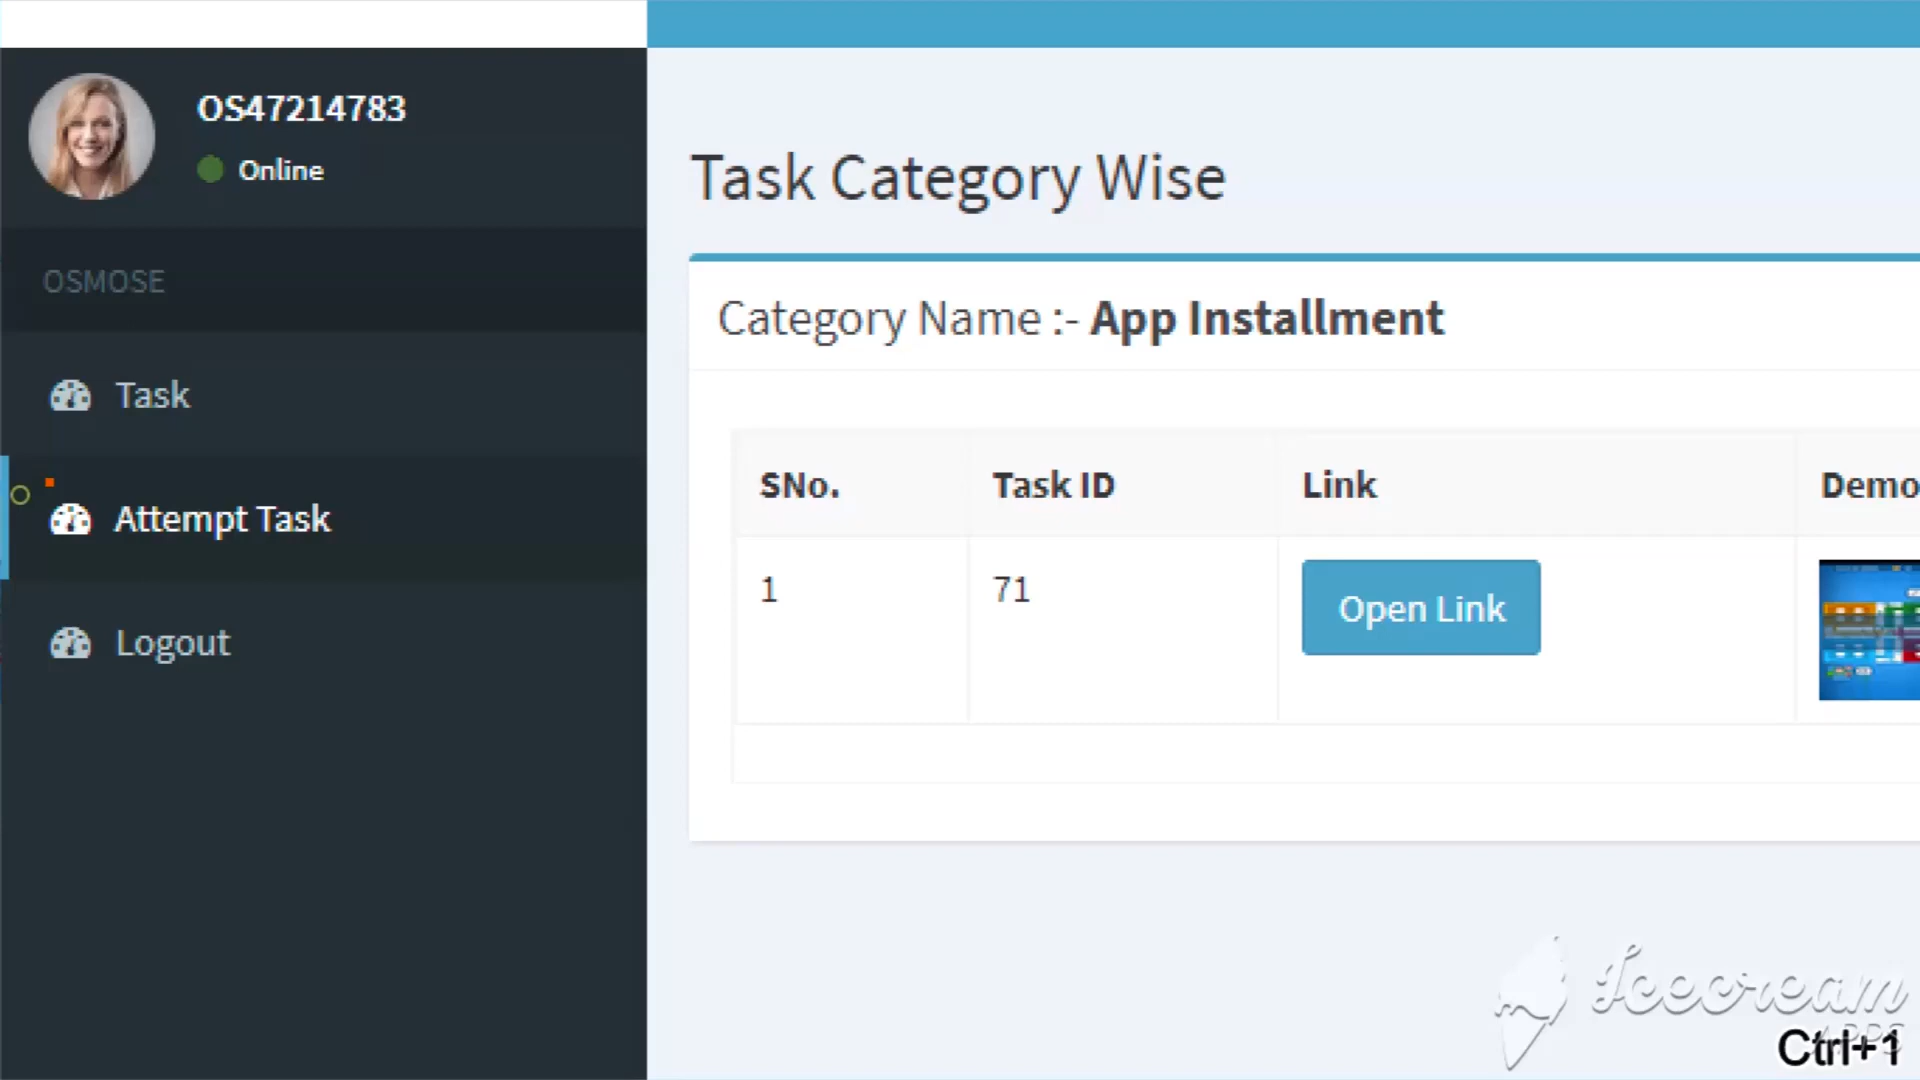 OS47214783
Online
OSMOSE
Task
Attempt Task
Logout
Task Category Wise
Category Name :- App Installment
SNo. Task ID Link Demo
1 71 Open Link
Icecream
APPS
Ctrl+1